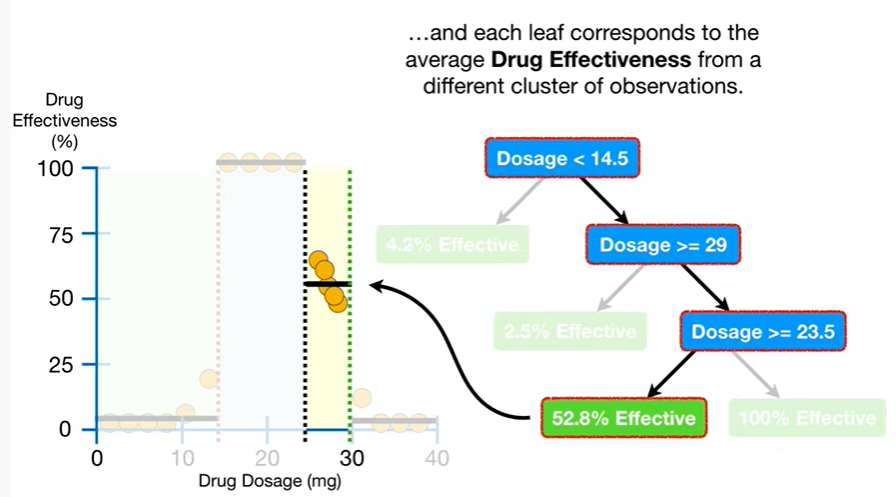 …and each leaf corresponds to the
average Drug Effectiveness from a
different cluster of observations.
Drug
Effectiveness
(%)
100
75
50
25
0
0
10
20
30
40
Drug Dosage (mg)
Dosage < 14.5
4.2% Effective
Dosage >= 29
2.5% Effective
Dosage >= 23.5
52.8% Effective
100% Effective